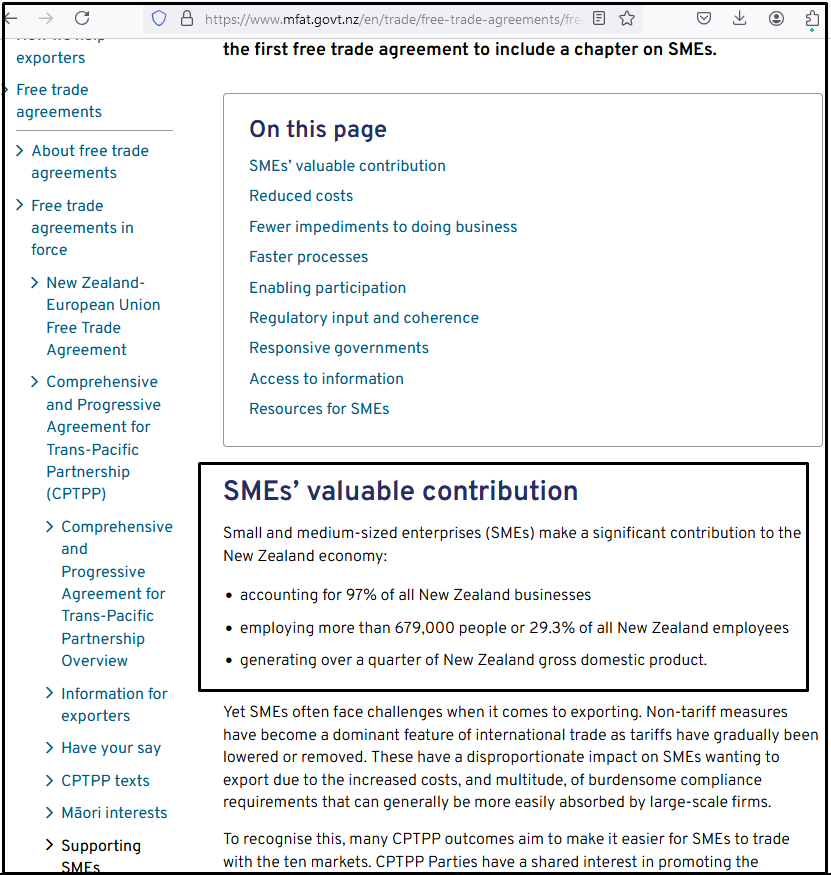 https://www.mfat.govt.nz/en/trade/free-trade-agreements/fre
exporters
Free trade
agreements
About free trade
agreements
Free trade
agreements in
force
New Zealand-
European Union
Free Trade
Agreement
Comprehensive
and Progressive
Agreement for
Trans-Pacific
Partnership
(CPTPP)
Comprehensive
and
Progressive
Agreement for
Trans-Pacific
Partnership
Overview
Information for
exporters
Have your say
CPTPP texts
Māori interests
Supporting
SMEs
the first free trade agreement to include a chapter on SMEs.
On this page
SMEs’ valuable contribution
Reduced costs
Fewer impediments to doing business
Faster processes
Enabling participation
Regulatory input and coherence
Responsive governments
Access to information
Resources for SMEs
SMEs’ valuable contribution
Small and medium-sized enterprises (SMEs) make a significant contribution to the
New Zealand economy:
• accounting for 97% of all New Zealand businesses
• employing more than 679,000 people or 29.3% of all New Zealand employees
• generating over a quarter of New Zealand gross domestic product.
Yet SMEs often face challenges when it comes to exporting. Non-tariff measures
have become a dominant feature of international trade as tariffs have gradually been
lowered or removed. These have a disproportionate impact on SMEs wanting to
export due to the increased costs, and multitude, of burdensome compliance
requirements that can generally be more easily absorbed by large-scale firms.
To recognise this, many CPTPP outcomes aim to make it easier for SMEs to trade
with the ten markets. CPTPP Parties have a shared interest in promoting the